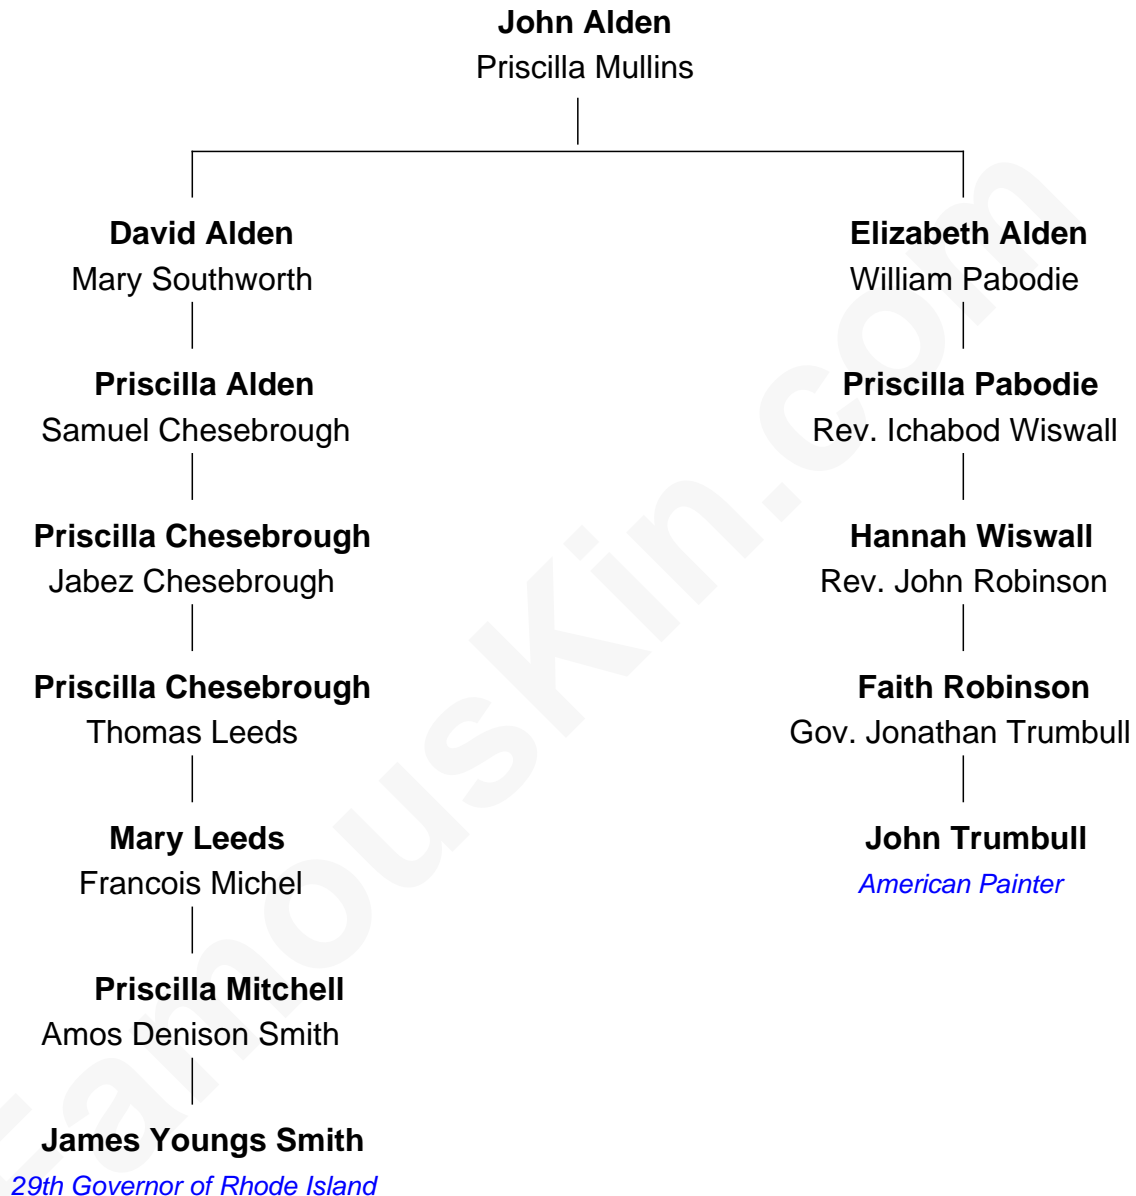 John Alden
Priscilla Mullins
David Alden
Mary Southworth
Priscilla Alden
Samuel Chesebrough
Priscilla Chesebrough
Jabez Chesebrough
Priscilla Chesebrough
Thomas Leeds
Mary Leeds
Francois Michel
Priscilla Mitchell
Amos Denison Smith
James Youngs Smith
29th Governor of Rhode Island
Elizabeth Alden
William Pabodie
Priscilla Pabodie
Rev. Ichabod Wiswall
Hannah Wiswall
Rev. John Robinson
Faith Robinson
Gov. Jonathan Trumbull
John Trumbull
American Painter
FamousKin.com